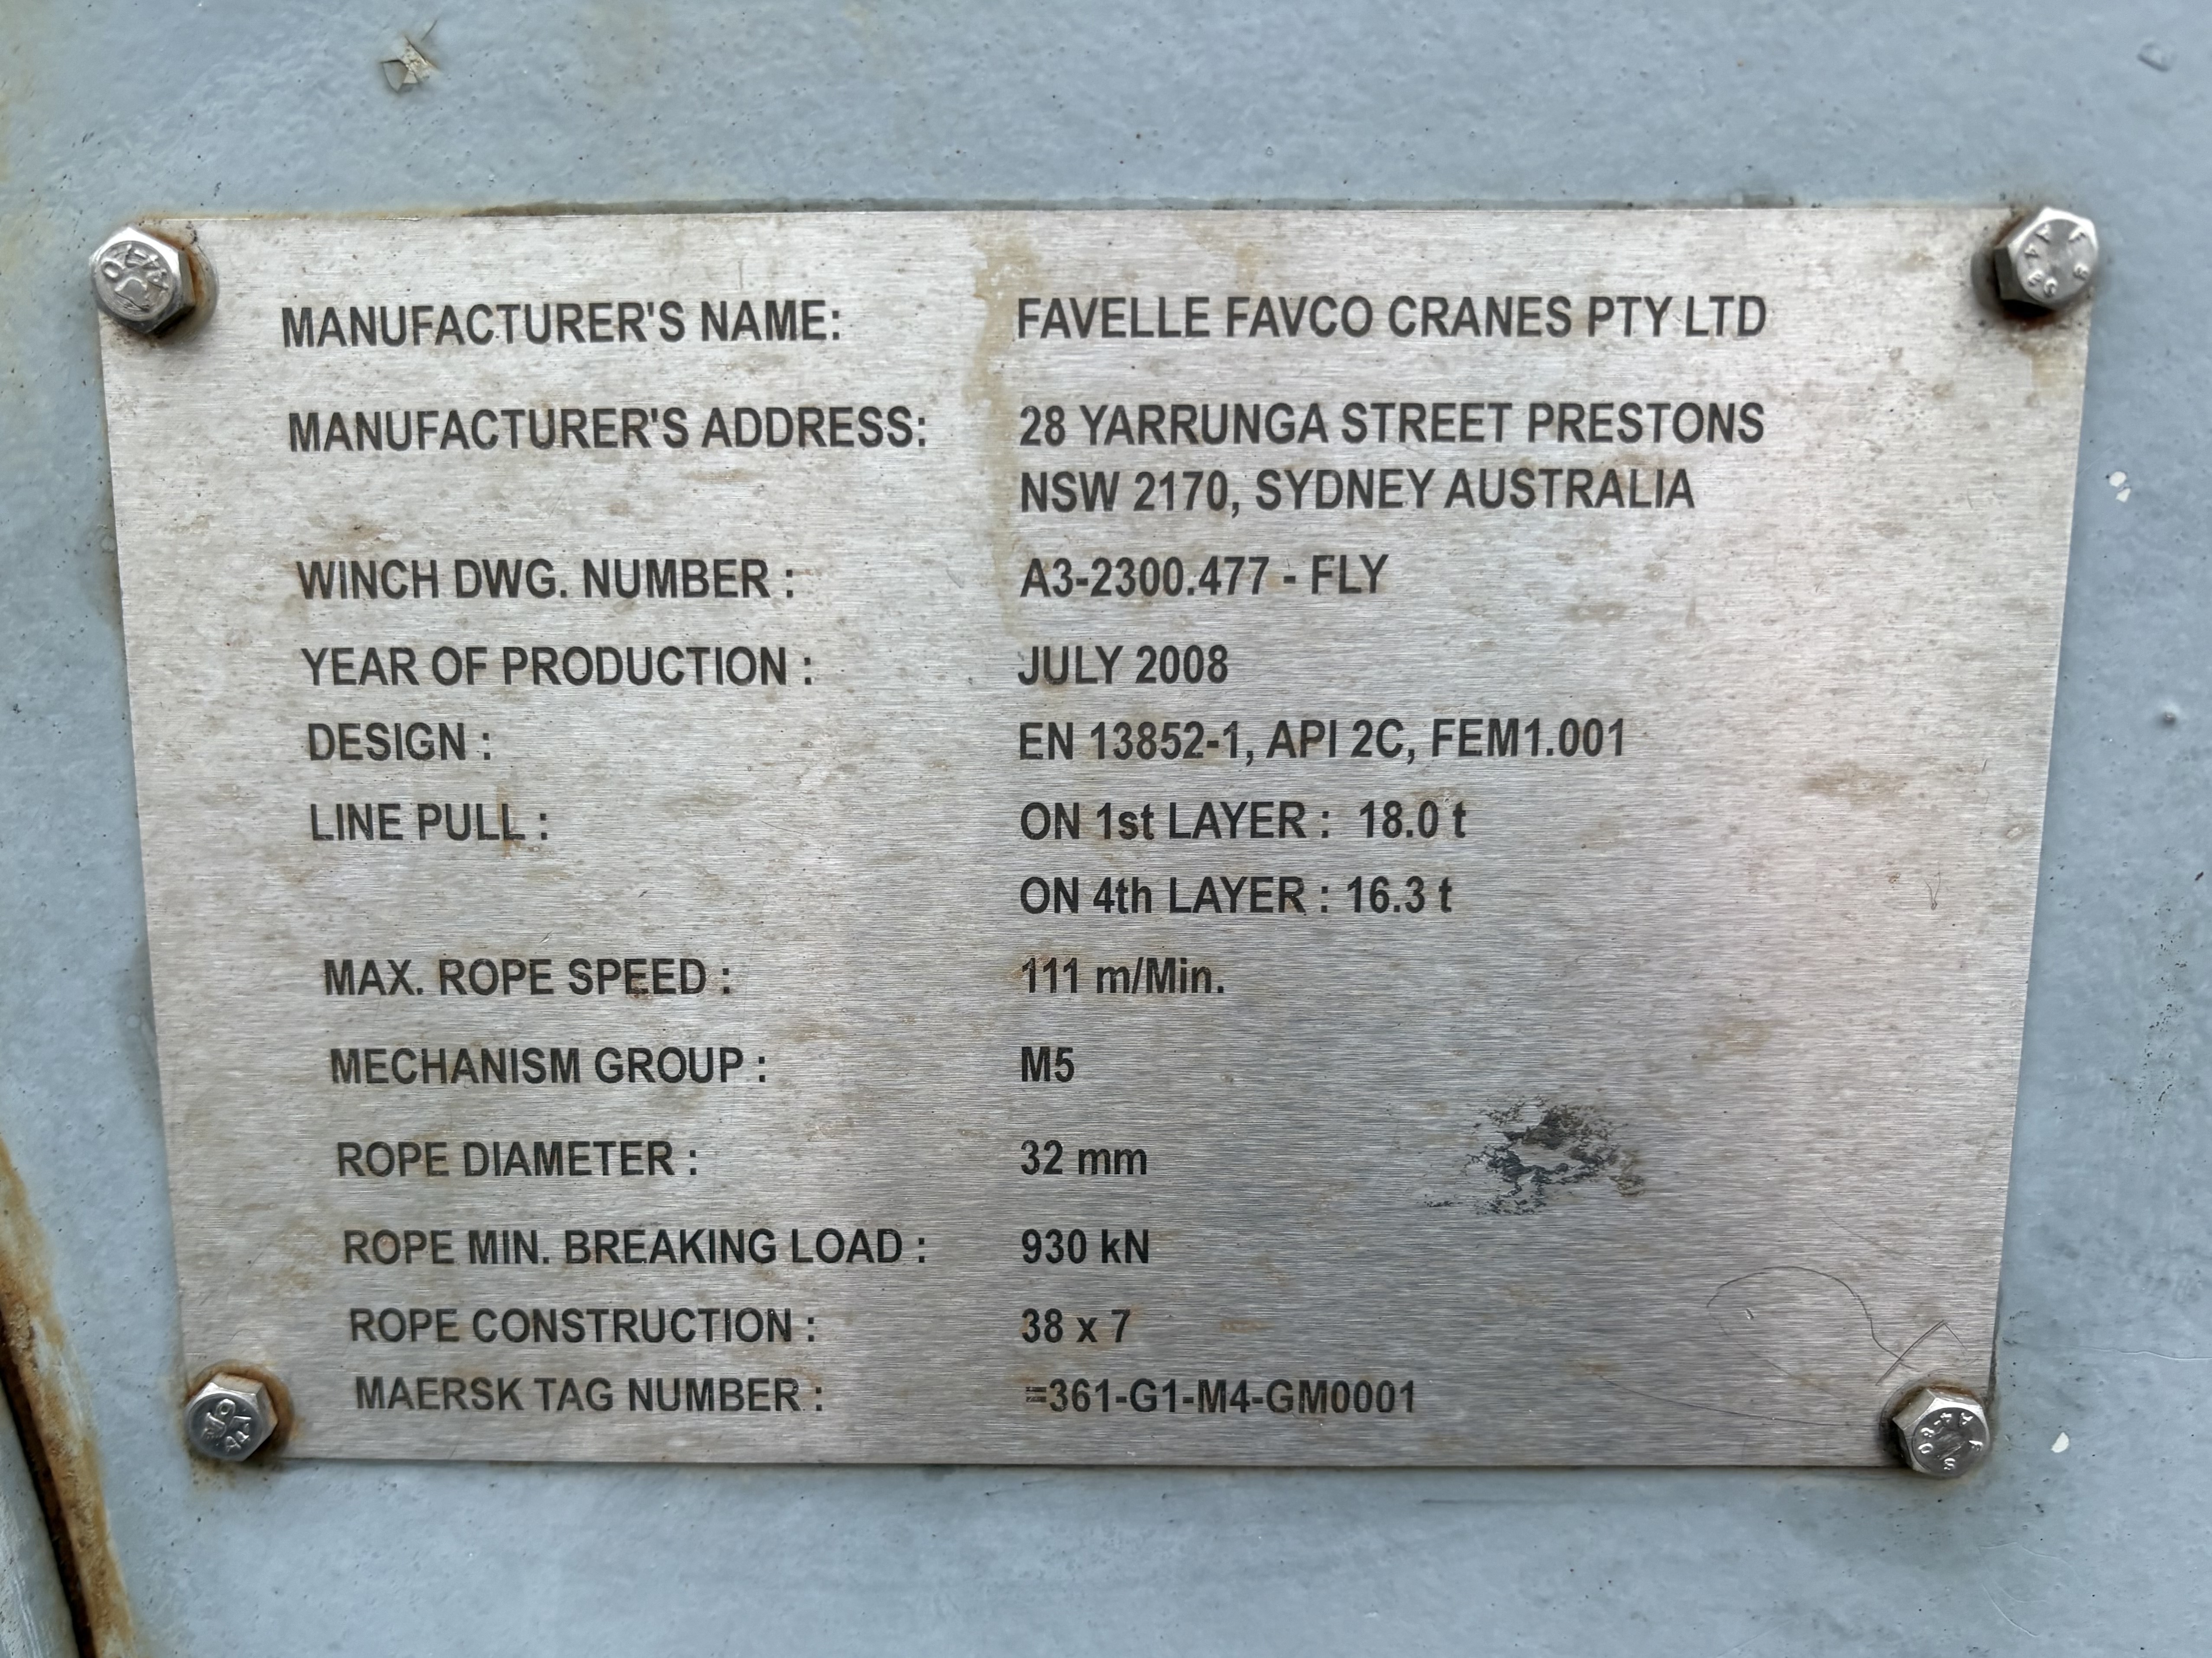 MANUFACTURER'S NAME: FAVELLE FAVCO CRANES PTY LTD
MANUFACTURER'S ADDRESS: 28 YARRUNGA STREET PRESTONS
NSW 2170, SYDNEY AUSTRALIA
WINCH DWG. NUMBER : A3-2300.477 - FLY
YEAR OF PRODUCTION : JULY 2008
DESIGN : EN 13852-1, API 2C, FEM1.001
LINE PULL : ON 1st LAYER : 18.0 t
ON 4th LAYER : 16.3 t
MAX. ROPE SPEED : 111 m/Min.
MECHANISM GROUP : M5
ROPE DIAMETER : 32 mm
ROPE MIN. BREAKING LOAD : 930 kN
ROPE CONSTRUCTION : 38 x 7
MAERSK TAG NUMBER : =361-G1-M4-GM0001